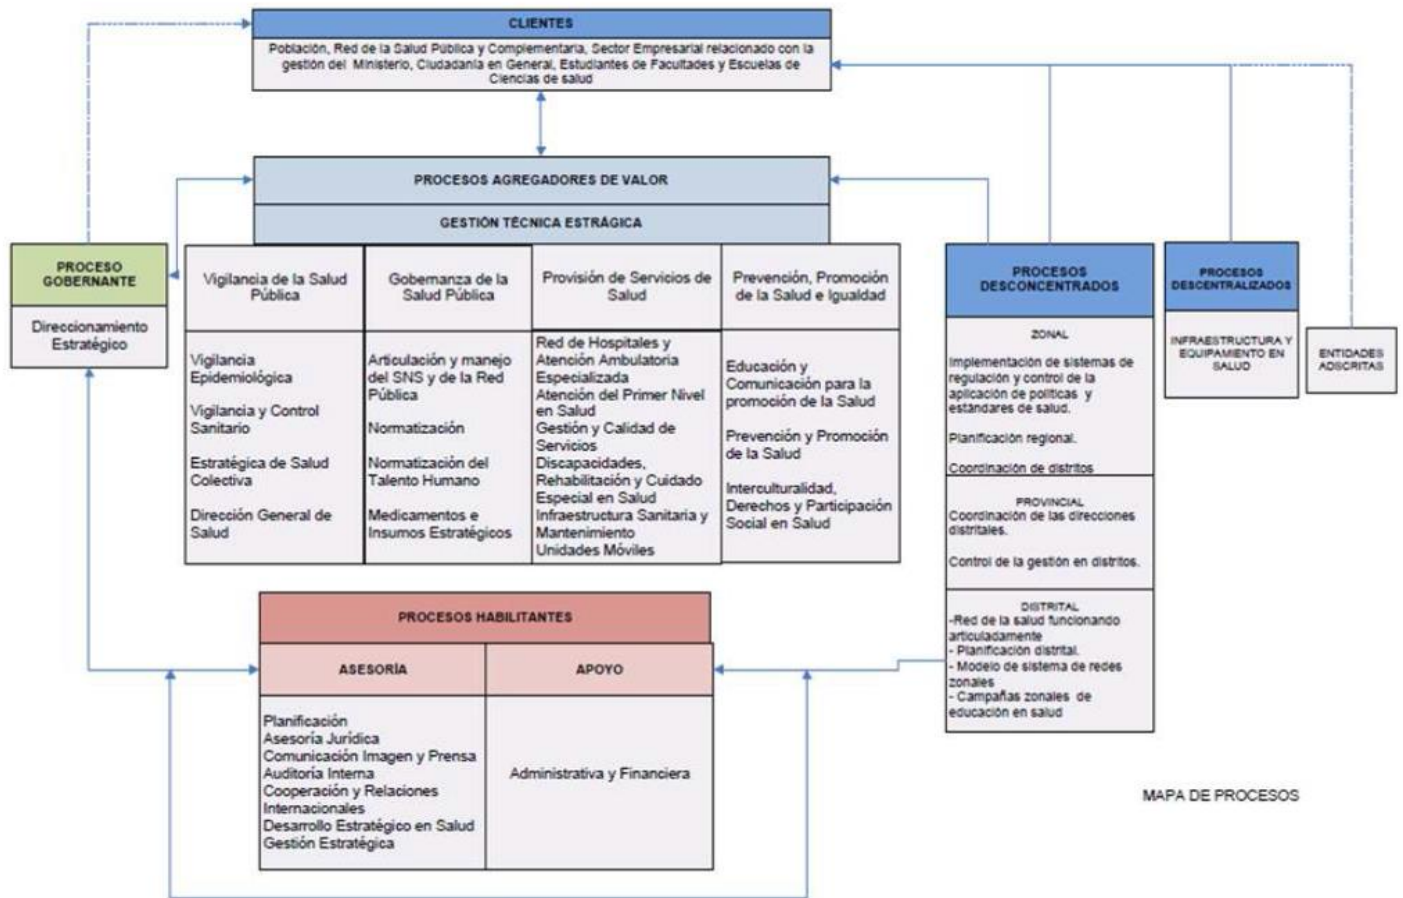 CLIENTES
Población, Red de la Salud Pública y Complementaria, Sector Empresarial relacionado con la
gestión del Ministerio, Ciudadanía en General, Estudiantes de Facultades y Escuelas de
Ciencias de salud
PROCESOS AGREGADORES DE VALOR
GESTIÓN TÉCNICA ESTRÁGICA
PROCESO
GOBERNANTE
Direccionamiento
Estratégico
Vigilancia de la Salud
Pública
Vigilancia
Epidemiológica
Vigilancia y Control
Sanitario
Estratégica de Salud
Colectiva
Dirección General de
Salud
Gobernanza de la
Salud Pública
Articulación y manejo
del SNS y de la Red
Pública
Normatización
Normatización del
Talento Humano
Medicamentos e
Insumos Estratégicos
Provisión de Servicios de
Salud
Red de Hospitales y
Atención Ambulatoria
Especializada
Atención del Primer Nivel
en Salud
Gestión y Calidad de
Servicios
Discapacidades,
Rehabilitación y Cuidado
Especial en Salud
Infraestructura Sanitaria y
Mantenimiento
Unidades Móviles
Prevención, Promoción
de la Salud e Igualdad
Educación y
Comunicación para la
promoción de la Salud
Prevención y Promoción
de la Salud
Interculturalidad,
Derechos y Participación
Social en Salud
PROCESOS
DESCONCENTRADOS
ZONAL
Implementación de sistemas de
regulación y control de la
aplicación de políticas y
estándares de salud.
Planificación regional.
Coordinación de distritos
PROVINCIAL
Coordinación de las direcciones
distritales.
Control de la gestión en distritos.
DISTRITAL
-Red de la salud funcionando
articuladamente
- Planificación distrital.
- Modelo de sistema de redes
zonales
- Campañas zonales de
educación en salud
PROCESOS
DESCENTRALIZADOS
INFRAESTRUCTURA Y
EQUIPAMIENTO EN
SALUD
ENTIDADES
ADSCRITAS
PROCESOS HABILITANTES
ASESORÍA
Planificación
Asesoría Jurídica
Comunicación Imagen y Prensa
Auditoría Interna
Cooperación y Relaciones
Internacionales
Desarrollo Estratégico en Salud
Gestión Estratégica
APOYO
Administrativa y Financiera
MAPA DE PROCESOS